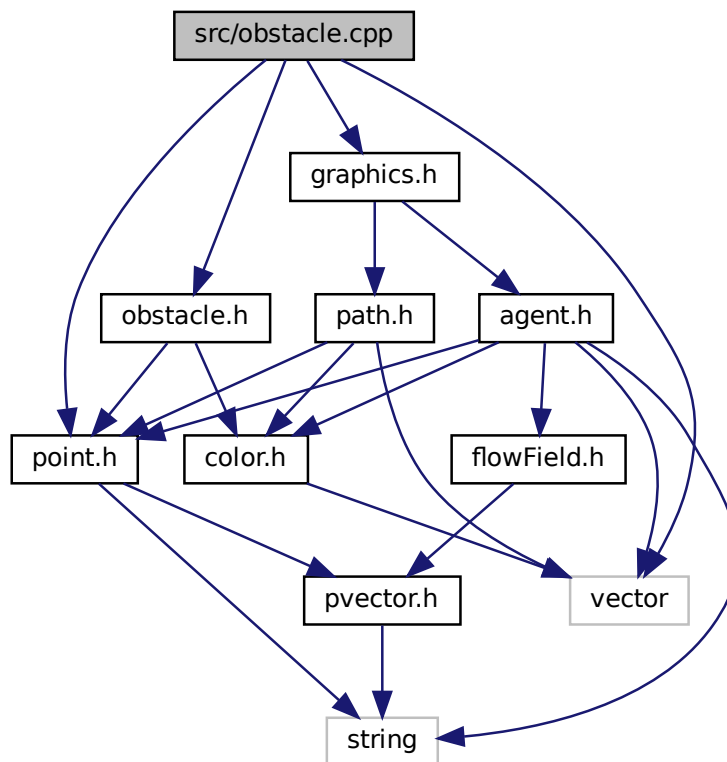 src/obstacle.cpp
graphics.h
obstacle.h
path.h
agent.h
point.h
color.h
flowField.h
pvector.h
vector
string